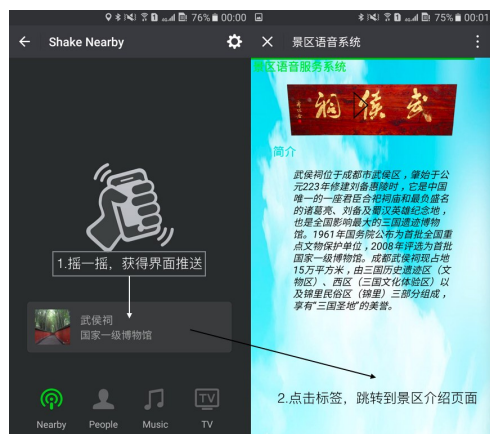 76% 00:00
Shake Nearby
1.摇一摇，获得界面推送
武侯祠
国家一级博物馆
Nearby People Music TV
75% 00:01
景区语音系统
景区语音服务系统
祠 侯 武
简介
武侯祠位于成都市武侯区，肇始于公
元223年修建刘备惠陵时，它是中国
唯一的一座君臣合祀祠庙和最负盛名
的诸葛亮、刘备及蜀汉英雄纪念地，
也是全国影响最大的三国遗迹博物
馆。1961年国务院公布为首批全国重
点文物保护单位，2008年评选为首批
国家一级博物馆。成都武侯祠现占地
15万平方米，由三国历史遗迹区（文
物区）、西区（三国文化体验区）以
及锦里民俗区（锦里）三部分组成，
享有“三国圣地”的美誉。
2.点击标签，跳转到景区介绍页面